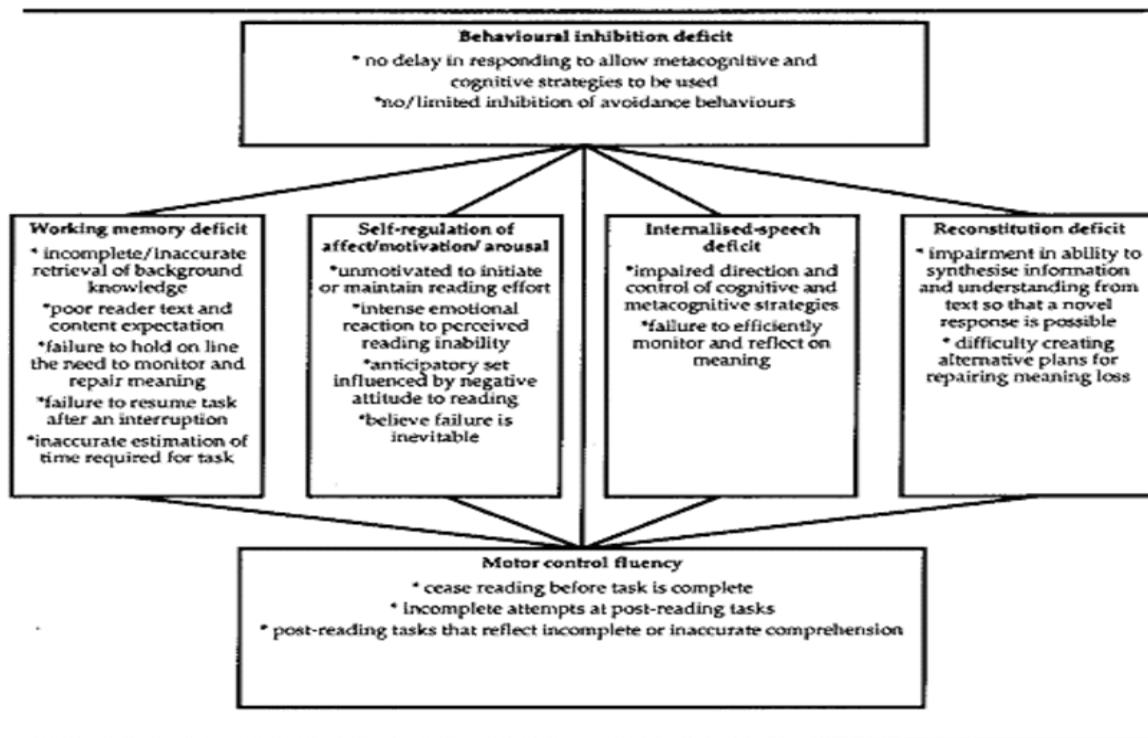 Behavioural inhibition deficit
* no delay in responding to allow metacognitive and
cognitive strategies to be used
*no/limited inhibition of avoidance behaviours
Working memory deficit
* incomplete/inaccurate
retrieval of background
knowledge
*poor reader text and
content expectation
*failure to hold on line
the need to monitor and
repair meaning
*failure to resume task
after an interruption
*inaccurate estimation of
time required for task
Self-regulation of
affect/motivation/ arousal
*unmotivated to initiate
or maintain reading effort
*intense emotional
reaction to perceived
reading inability
*anticipatory set
influenced by negative
attitude to reading
*believe failure is
inevitable
Internalised-speech
deficit
*impaired direction and
control of cognitive and
metacognitive strategies
*failure to efficiently
monitor and reflect on
meaning
Reconstitution deficit
* impairment in ability to
synthesise information
and understanding from
text so that a novel
response is possible
* difficulty creating
alternative plans for
repairing meaning loss
Motor control fluency
* cease reading before task is complete
* incomplete attempts at post-reading tasks
* post-reading tasks that reflect incomplete or inaccurate comprehension